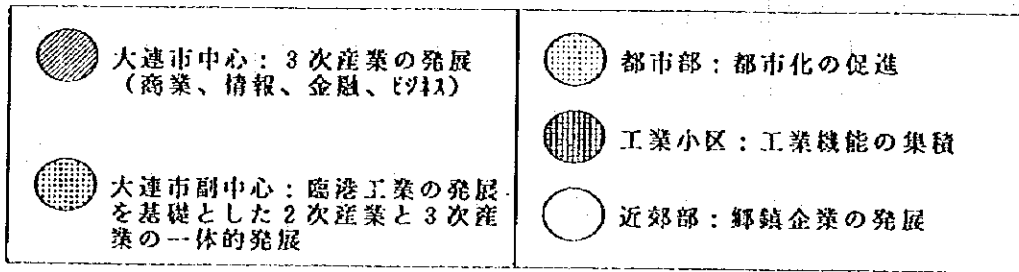 大連市中心：3次産業の発展
（商業、情報、金融、ビジネス）
大連市副中心：臨港工業の発展
を基礎とした2次産業と3次産
業の一体的発展
都市部：都市化の促進
工業小区：工業機能の集積
近郊部：郷鎮企業の発展